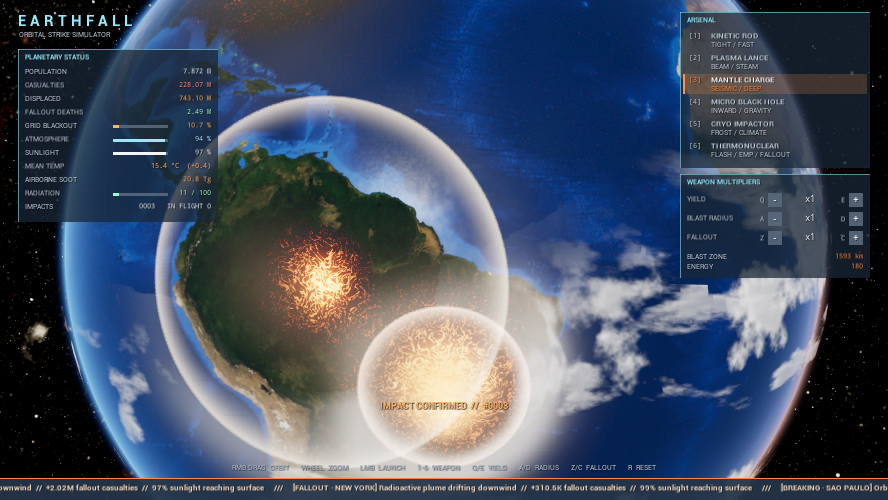 EARTHFALL
ORBITAL STRIKE SIMULATOR
PLANETARY STATUS
POPULATION 7.872 B
CASUALTIES 228.07 M
DISPLACED 743.10 M
FALLOUT DEATHS 2.49 M
GRID BLACKOUT 10.7 %
ATMOSPHERE 94 %
SUNLIGHT 97 %
MEAN TEMP 15.4 °C (+0.4)
AIRBORNE SOOT 20.8 Tg
RADIATION 11 / 100
IMPACTS 0003 IN FLIGHT 0
ARSENAL
[1] KINETIC ROD
TIGHT / FAST
[2] PLASMA LANCE
BEAM / STEAM
[3] MANTLE CHARGE
SEISMIC / DEEP
[4] MICRO BLACK HOLE
INWARD / GRAVITY
[5] CRYO IMPACTOR
FROST / CLIMATE
[6] THERMONUCLEAR
FLASH / EMP / FALLOUT
WEAPON MULTIPLIERS
YIELD Q - x1 E +
BLAST RADIUS A - x1 D +
FALLOUT Z - x1 C +
BLAST ZONE 1593 km
ENERGY 180
IMPACT CONFIRMED // #0003
RMB DRAG ORBIT WHEEL ZOOM LMB LAUNCH 1-6 WEAPON Q/E YIELD A/D RADIUS Z/C FALLOUT R RESET
ownwind // +2.02M fallout casualties // 97% sunlight reaching surface /// [FALLOUT - NEW YORK] Radioactive plume drifting downwind // +310.5K fallout casualties // 99% sunlight reaching surface /// [BREAKING - SAO PAULO] Orb